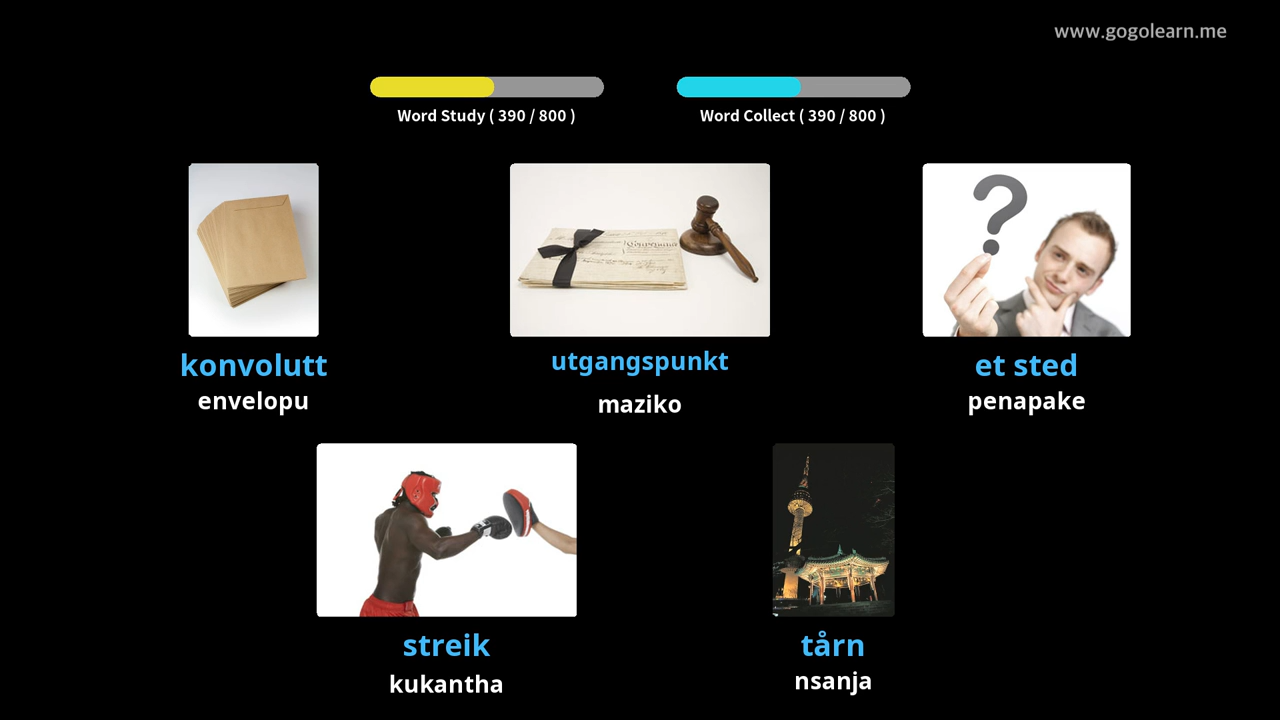 www.gogolearn.me
Word Study ( 390 / 800 )
Word Collect ( 390 / 800 )
konvolutt
envelopu
utgangspunkt
maziko
et sted
penapake
streik
kukantha
tårn
nsanja